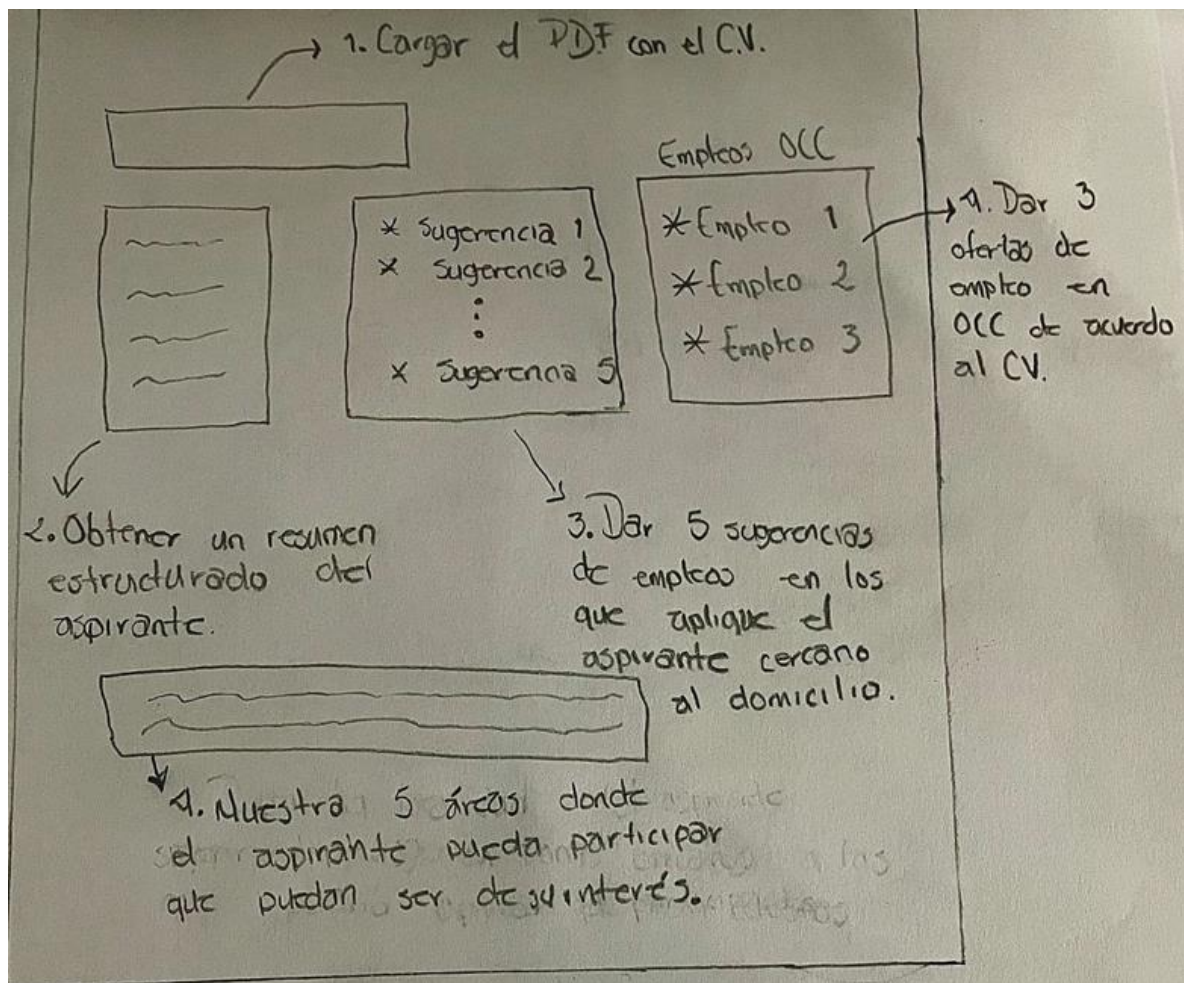 1. Cargar el PDF con el C.V.
Empleos OCC
* Sugerencia 1
* Sugerencia 2
* Sugerencia 5
* Empleo 1
* Empleo 2
* Empleo 3
4. Dar 3
ofertas de
empleo en
OCC de acuerdo
al CV.
2. Obtener un resumen
estructurado del
aspirante.
3. Dar 5 sugerencias
de empleos en los
que aplique el
aspirante cercano
al domicilio.
4. Muestra 5 áreas donde
el aspirante pueda participar
que puedan ser de su interés.